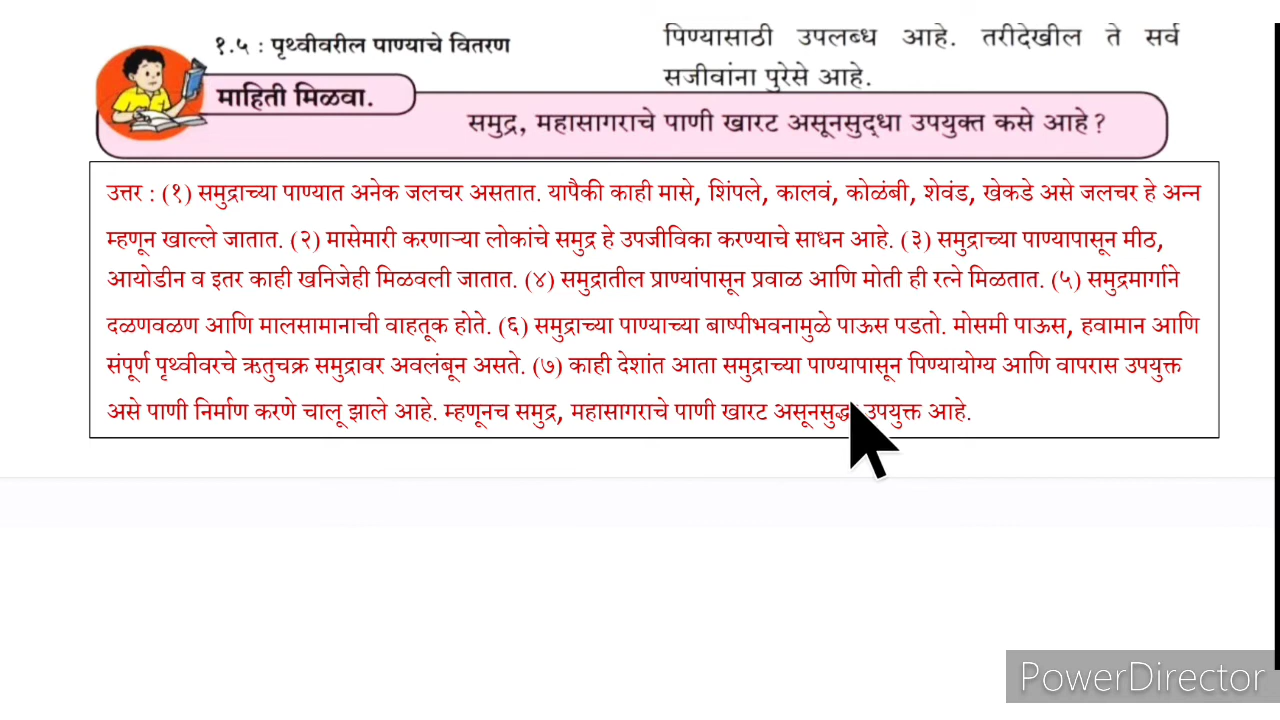 १.५ : पृथ्वीवरील पाण्याचे वितरण
पिण्यासाठी उपलब्ध आहे. तरीदेखील ते सर्व
सजीवांना पुरेसे आहे.
माहिती मिळवा.
समुद्र, महासागराचे पाणी खारट असूनसुद्धा उपयुक्त कसे आहे?
उत्तर : (१) समुद्राच्या पाण्यात अनेक जलचर असतात. यापैकी काही मासे, शिंपले, कालवं, कोळंबी, शेवंड, खेकडे असे जलचर हे अन्न
म्हणून खाल्ले जातात. (२) मासेमारी करणाऱ्या लोकांचे समुद्र हे उपजीविका करण्याचे साधन आहे. (३) समुद्राच्या पाण्यापासून मीठ,
आयोडीन व इतर काही खनिजेही मिळवली जातात. (४) समुद्रातील प्राण्यांपासून प्रवाळ आणि मोती ही रत्ने मिळतात. (५) समुद्रमार्गाने
दळणवळण आणि मालसामानाची वाहतूक होते. (६) समुद्राच्या पाण्याच्या बाष्पीभवनामुळे पाऊस पडतो. मोसमी पाऊस, हवामान आणि
संपूर्ण पृथ्वीवरचे ऋतुचक्र समुद्रावर अवलंबून असते. (७) काही देशांत आता समुद्राच्या पाण्यापासून पिण्यायोग्य आणि वापरास उपयुक्त
असे पाणी निर्माण करणे चालू झाले आहे. म्हणूनच समुद्र, महासागराचे पाणी खारट असूनसुद्धा उपयुक्त आहे.
PowerDirector